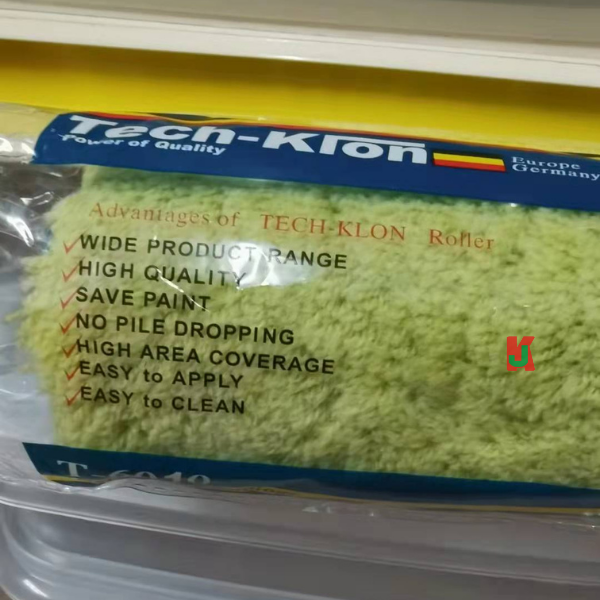 Tech-Klon
Power of Quality
Europe
Germany
Advantages of TECH-KLON Roller
WIDE PRODUCT RANGE
HIGH QUALITY
SAVE PAINT
NO PILE DROPPING
HIGH AREA COVERAGE
EASY to APPLY
EASY to CLEAN
KJ